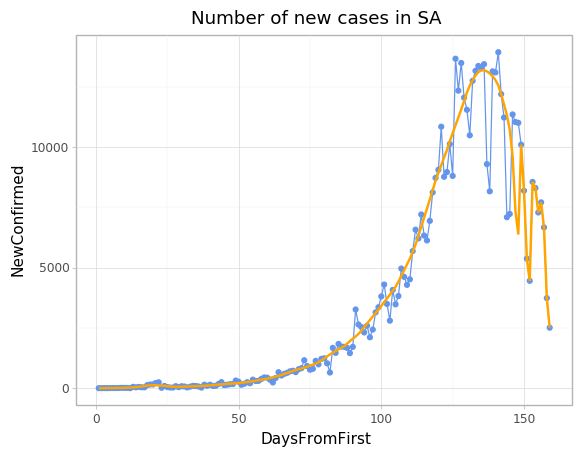 Number of new cases in SA
NewConfirmed
10000
5000
0
0 50 100 150
DaysFromFirst